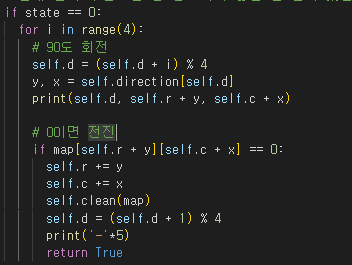 if state == 0:
for i in range(4):
# 90도 회전
self.d = (self.d + i) % 4
y, x = self.direction[self.d]
print(self.d, self.r + y, self.c + x)
# 0이면 전진
if map[self.r + y][self.c + x] == 0:
self.r += y
self.c += x
self.clean(map)
self.d = (self.d + 1) % 4
print('-'*5)
return True